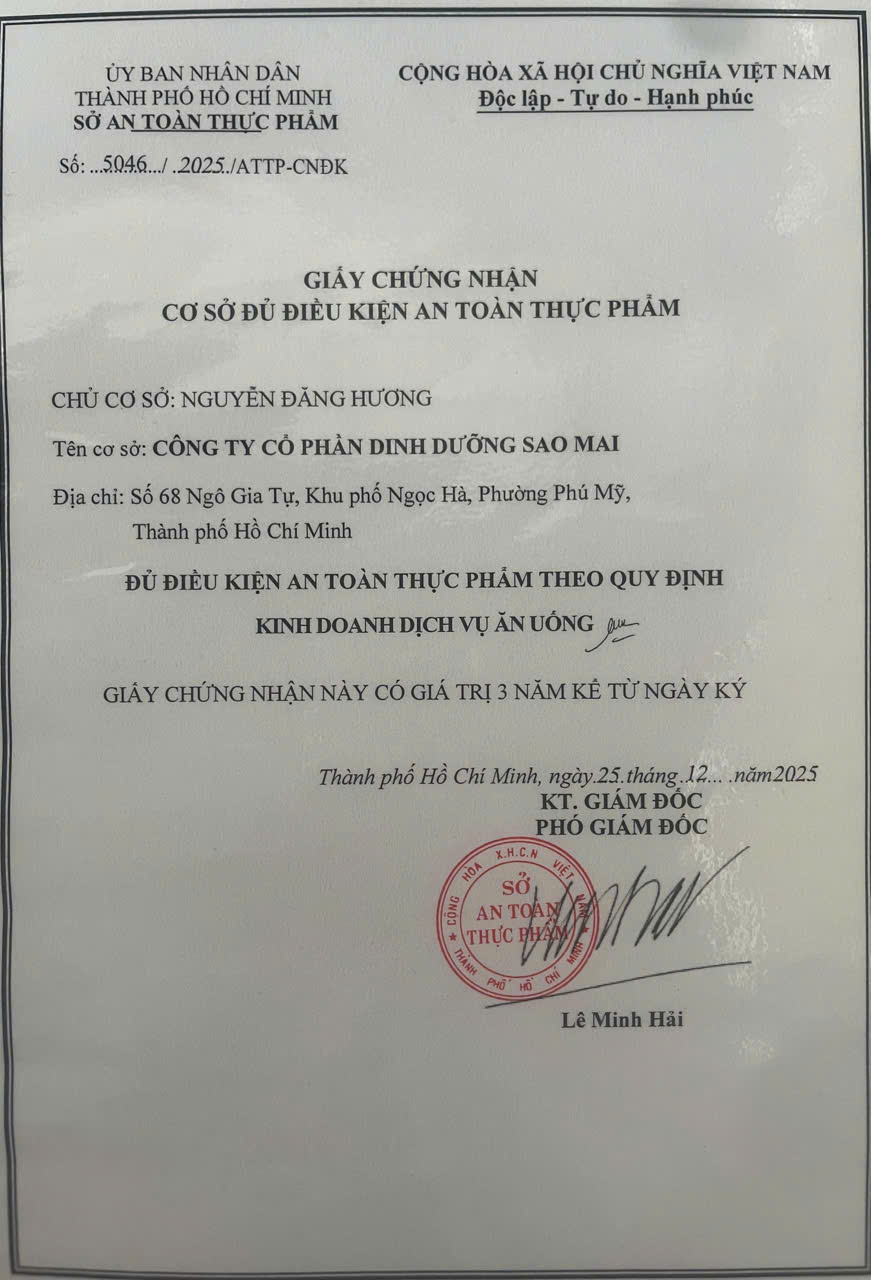 ỦY BAN NHÂN DÂN
THÀNH PHỐ HỒ CHÍ MINH
SỞ AN TOÀN THỰC PHẨM
Số: ...5046.../ .2025./ATTP-CNĐK
CỘNG HÒA XÃ HỘI CHỦ NGHĨA VIỆT NAM
Độc lập - Tự do - Hạnh phúc
GIẤY CHỨNG NHẬN
CƠ SỞ ĐỦ ĐIỀU KIỆN AN TOÀN THỰC PHẨM
CHỦ CƠ SỞ: NGUYỄN ĐĂNG HƯƠNG
Tên cơ sở: CÔNG TY CỔ PHẦN DINH DƯỠNG SAO MAI
Địa chỉ: Số 68 Ngô Gia Tự, Khu phố Ngọc Hà, Phường Phú Mỹ,
Thành phố Hồ Chí Minh
ĐỦ ĐIỀU KIỆN AN TOÀN THỰC PHẨM THEO QUY ĐỊNH
KINH DOANH DỊCH VỤ ĂN UỐNG
GIẤY CHỨNG NHẬN NÀY CÓ GIÁ TRỊ 3 NĂM KỂ TỪ NGÀY KÝ
Thành phố Hồ Chí Minh, ngày.25.tháng.12... .năm2025
KT. GIÁM ĐỐC
PHÓ GIÁM ĐỐC
CỘNG HÒA X.H.C.N VIỆT NAM
SỞ
AN TOÀN
THỰC PHẨM
THÀNH PHỐ HỒ CHÍ MINH
Lê Minh Hải